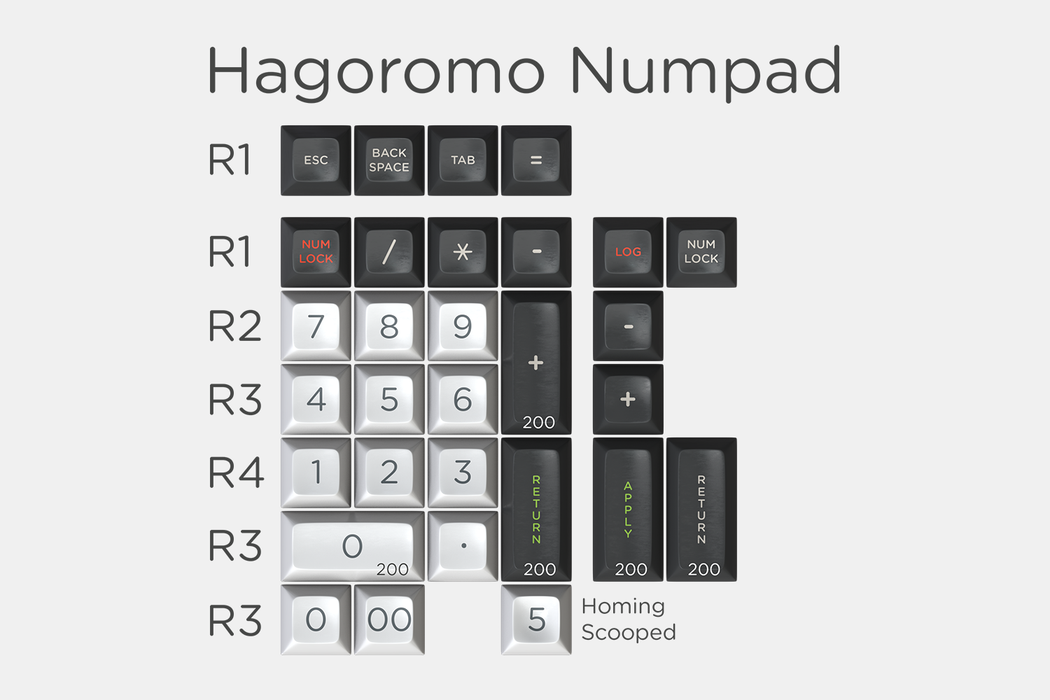 Hagoromo Numpad
R1
ESC
BACK
SPACE
TAB
=
R1
NUM
LOCK
/
*
-
LOG
NUM
LOCK
R2
7
8
9
+
200
-
R3
4
5
6
+
R4
1
2
3
RETURN
200
APPLY
200
RETURN
200
R3
0
200
.
R3
0
00
5
Homing
Scooped